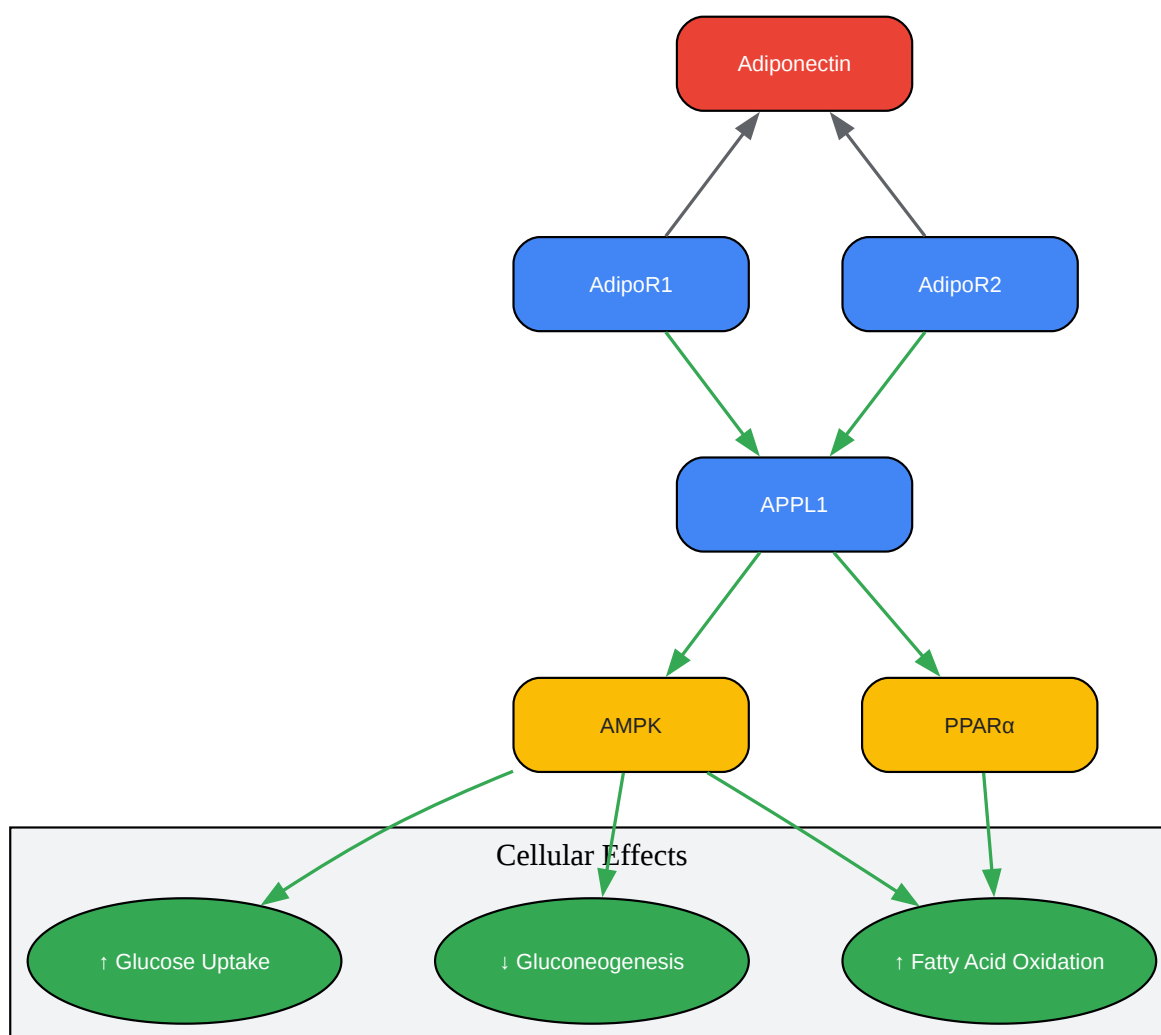 Adiponectin
AdipoR1
AdipoR2
APPL1
AMPK
PPARα
Cellular Effects
↑ Glucose Uptake
↓ Gluconeogenesis
↑ Fatty Acid Oxidation